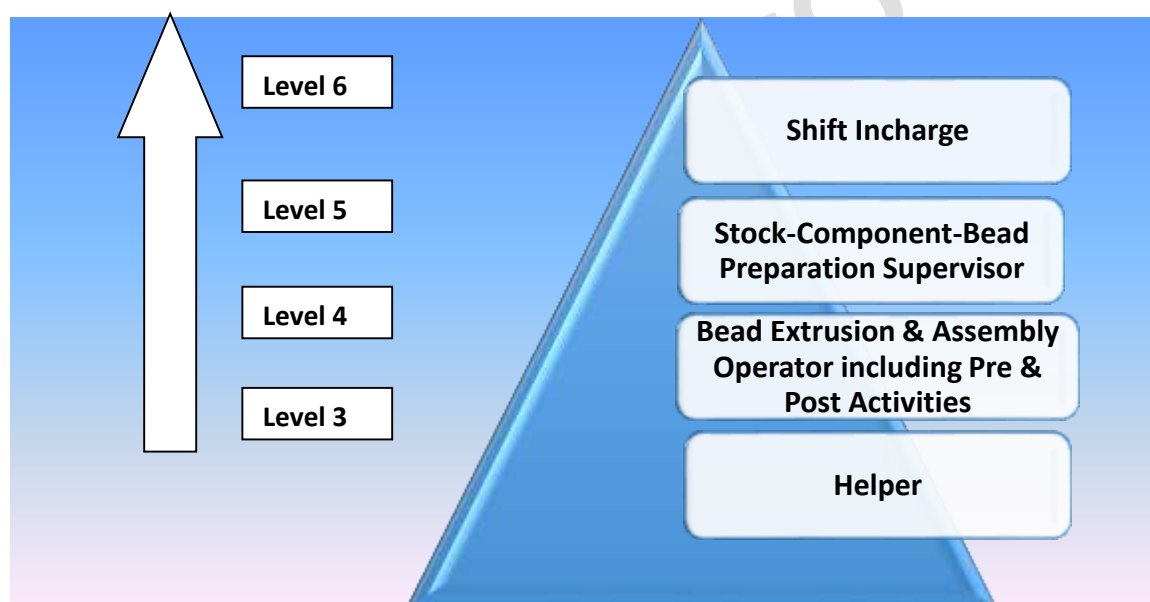 Level 6
Shift Incharge
Level 5
Stock-Component-Bead
Preparation Supervisor
Level 4
Bead Extrusion & Assembly
Operator including Pre &
Post Activities
Level 3
Helper